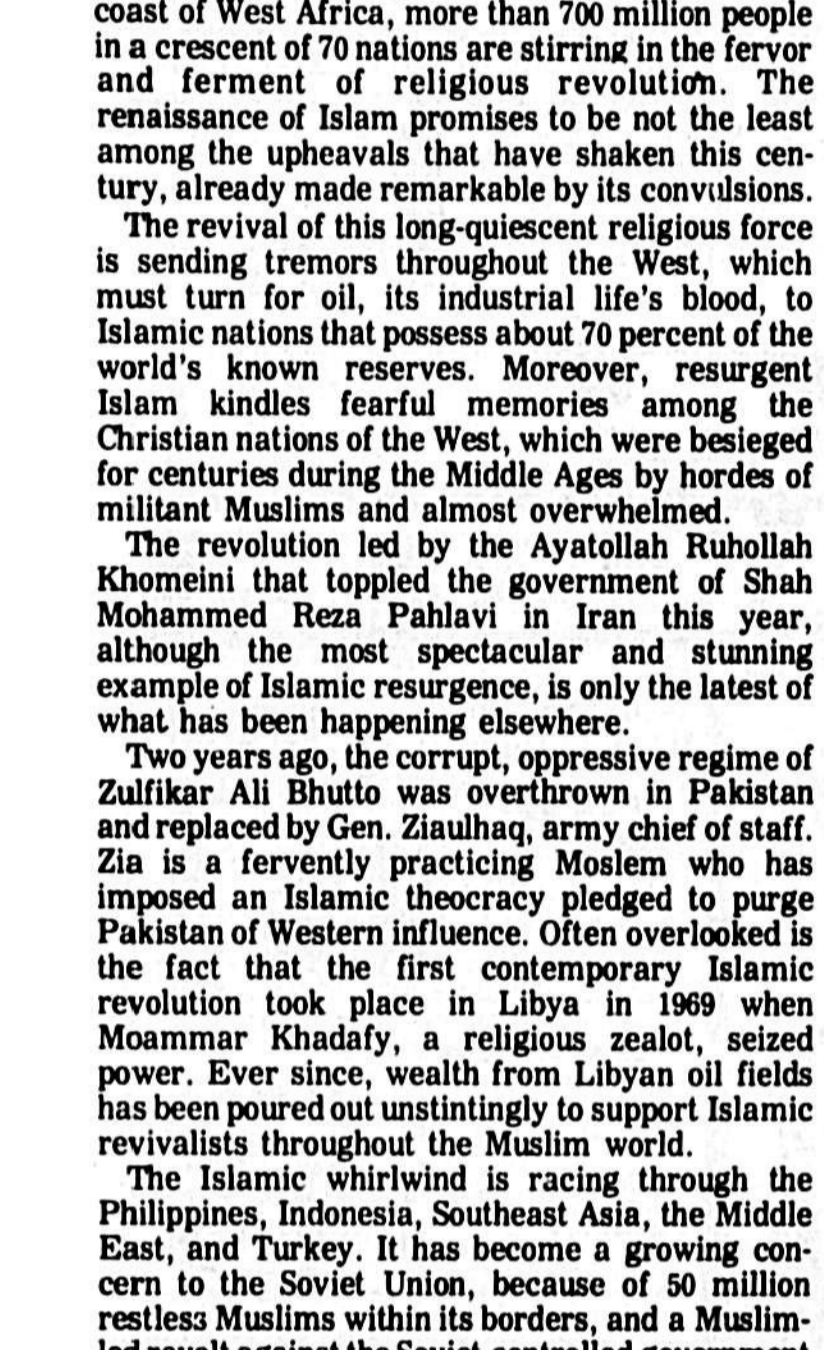 coast of West Africa, more than 700 million people
in a crescent of 70 nations are stirring in the fervor
and ferment of religious revolution. The
renaissance of Islam promises to be not the least
among the upheavals that have shaken this cen-
tury, already made remarkable by its convulsions.
The revival of this long-quiescent religious force
is sending tremors throughout the West, which
must turn for oil, its industrial life's blood, to
Islamic nations that possess about 70 percent of the
world's known reserves. Moreover, resurgent
Islam kindles fearful memories among the
Christian nations of the West, which were besieged
for centuries during the Middle Ages by hordes of
militant Muslims and almost overwhelmed.
The revolution led by the Ayatollah Ruhollah
Khomeini that toppled the government of Shah
Mohammed Reza Pahlavi in Iran this year,
although the most spectacular and stunning
example of Islamic resurgence, is only the latest of
what has been happening elsewhere.
Two years ago, the corrupt, oppressive regime of
Zulfikar Ali Bhutto was overthrown in Pakistan
and replaced by Gen. Ziaulhaq, army chief of staff.
Zia is a fervently practicing Moslem who has
imposed an Islamic theocracy pledged to purge
Pakistan of Western influence. Often overlooked is
the fact that the first contemporary Islamic
revolution took place in Libya in 1969 when
Moammar Khadafy, a religious zealot, seized
power. Ever since, wealth from Libyan oil fields
has been poured out unstintingly to support Islamic
revivalists throughout the Muslim world.
The Islamic whirlwind is racing through the
Philippines, Indonesia, Southeast Asia, the Middle
East, and Turkey. It has become a growing con-
cern to the Soviet Union, because of 50 million
restless Muslims within its borders, and a Muslim-
led revolt against the Soviet-controlled government